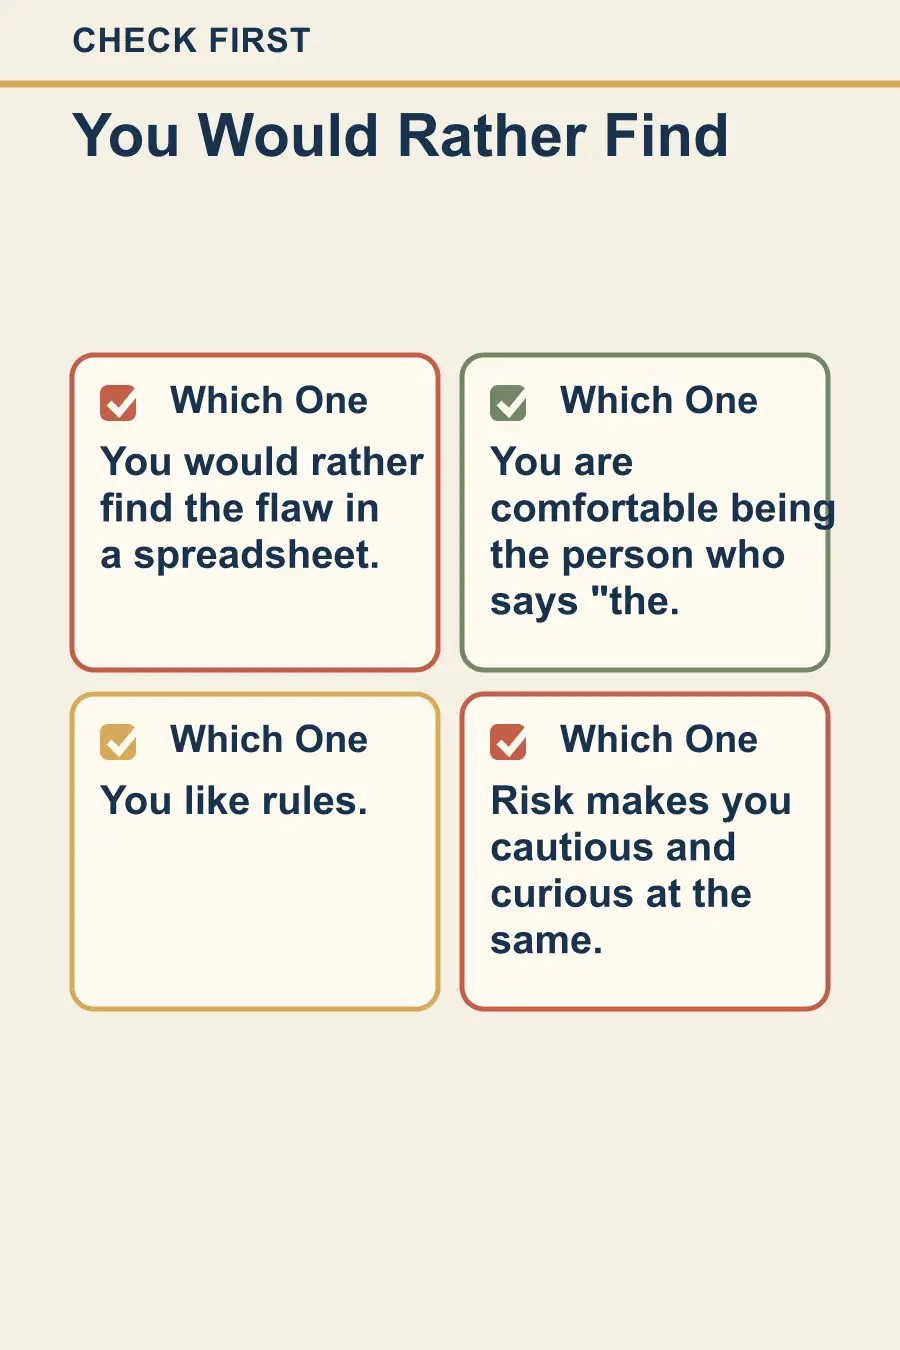 CHECK FIRST
You Would Rather Find
Which One
You would rather
find the flaw in
a spreadsheet.
Which One
You are
comfortable being
the person who
says "the.
Which One
You like rules.
Which One
Risk makes you
cautious and
curious at the
same.